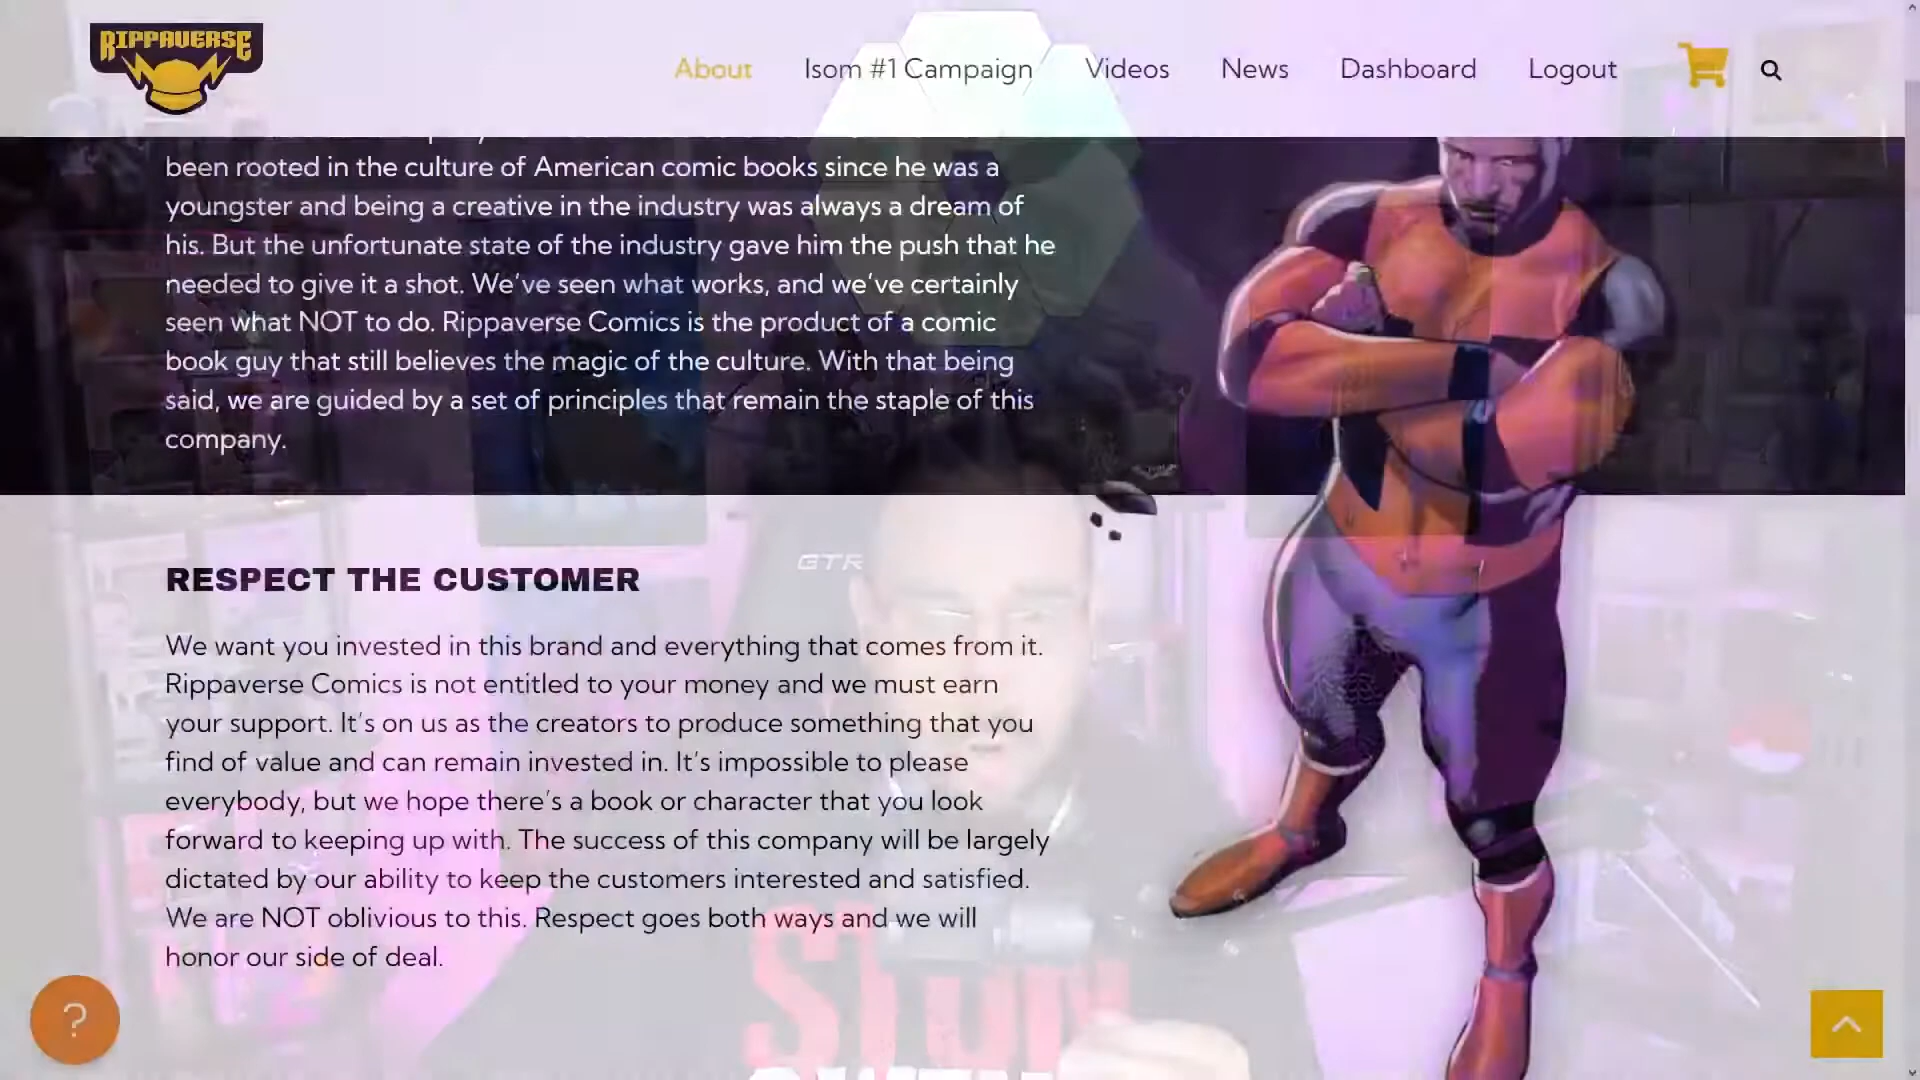 RIPPAVERSE
About Isom #1 Campaign Videos News Dashboard Logout
been rooted in the culture of American comic books since he was a
youngster and being a creative in the industry was always a dream of
his. But the unfortunate state of the industry gave him the push that he
needed to give it a shot. We’ve seen what works, and we’ve certainly
seen what NOT to do. Rippaverse Comics is the product of a comic
book guy that still believes the magic of the culture. With that being
said, we are guided by a set of principles that remain the staple of this
company.
GTR
RESPECT THE CUSTOMER
We want you invested in this brand and everything that comes from it.
Rippaverse Comics is not entitled to your money and we must earn
your support. It’s on us as the creators to produce something that you
find of value and can remain invested in. It’s impossible to please
everybody, but we hope there’s a book or character that you look
forward to keeping up with. The success of this company will be largely
dictated by our ability to keep the customers interested and satisfied.
We are NOT oblivious to this. Respect goes both ways and we will
honor our side of deal.
?